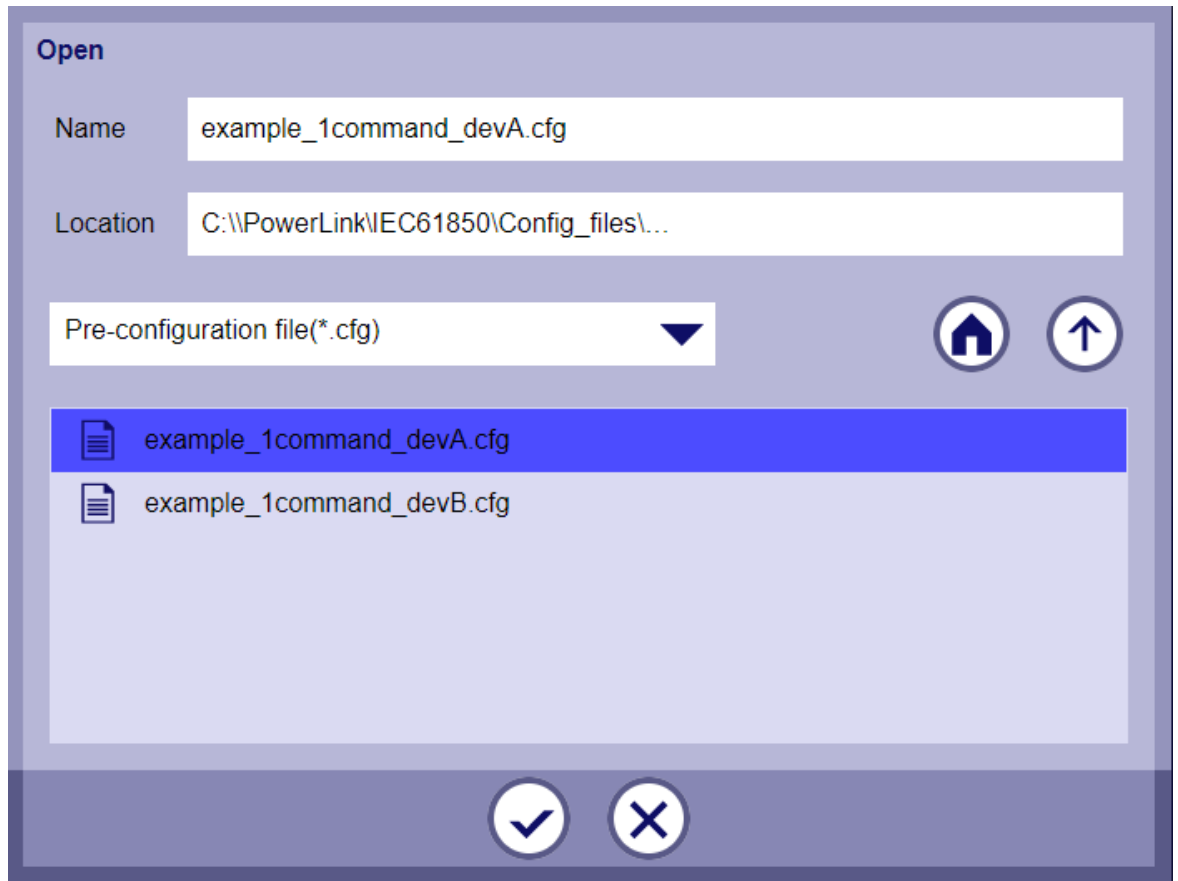 Open
Name example_1command_devA.cfg
Location C:\\PowerLink\IEC61850\Config_files\...
Pre-configuration file(*.cfg)
example_1command_devA.cfg
example_1command_devB.cfg